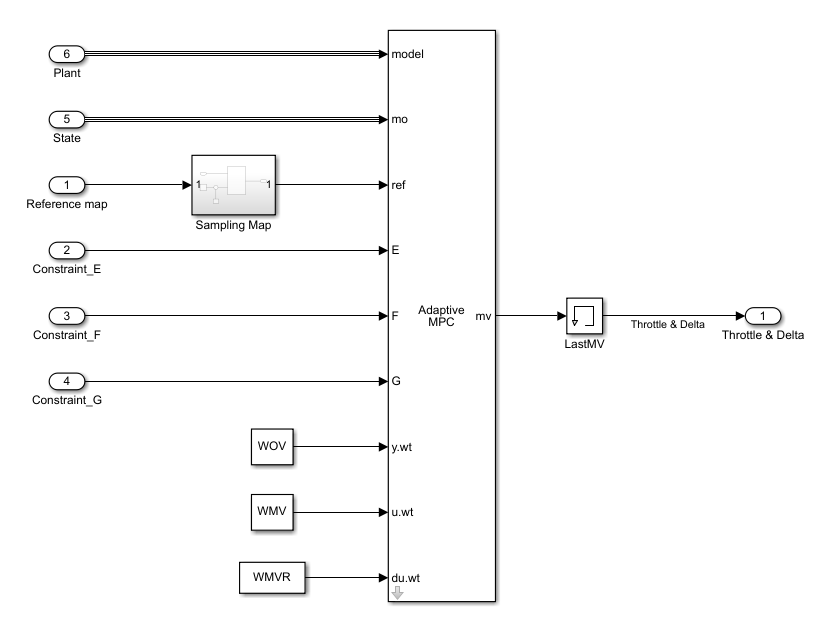 6
Plant
model
5
State
mo
1
Reference map
1
1
Sampling Map
ref
2
Constraint_E
E
3
Constraint_F
F
Adaptive
MPC
mv
LastMV
Throttle & Delta
1
Throttle & Delta
4
Constraint_G
G
WOV
y.wt
WMV
u.wt
WMVR
du.wt